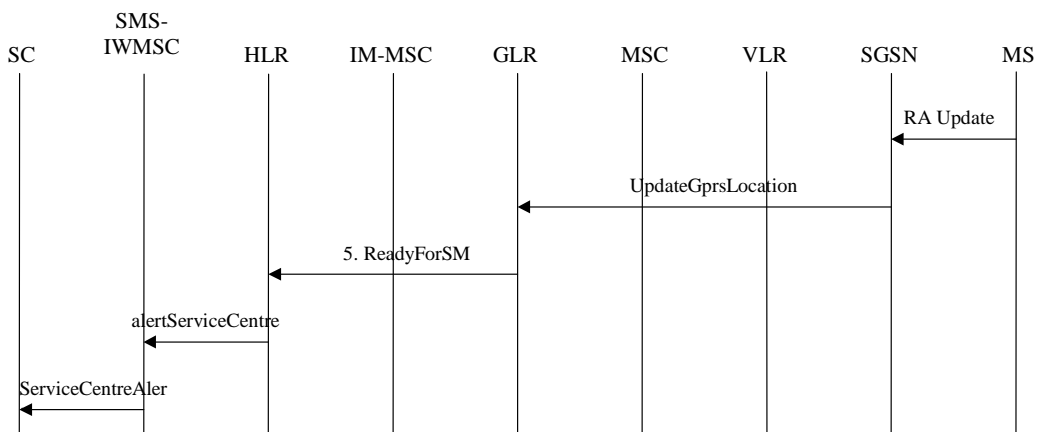 SMS-
IWMSC
SC HLR IM-MSC GLR MSC VLR SGSN MS
RA Update
UpdateGprsLocation
5. ReadyForSM
alertServiceCentre
ServiceCentreAler